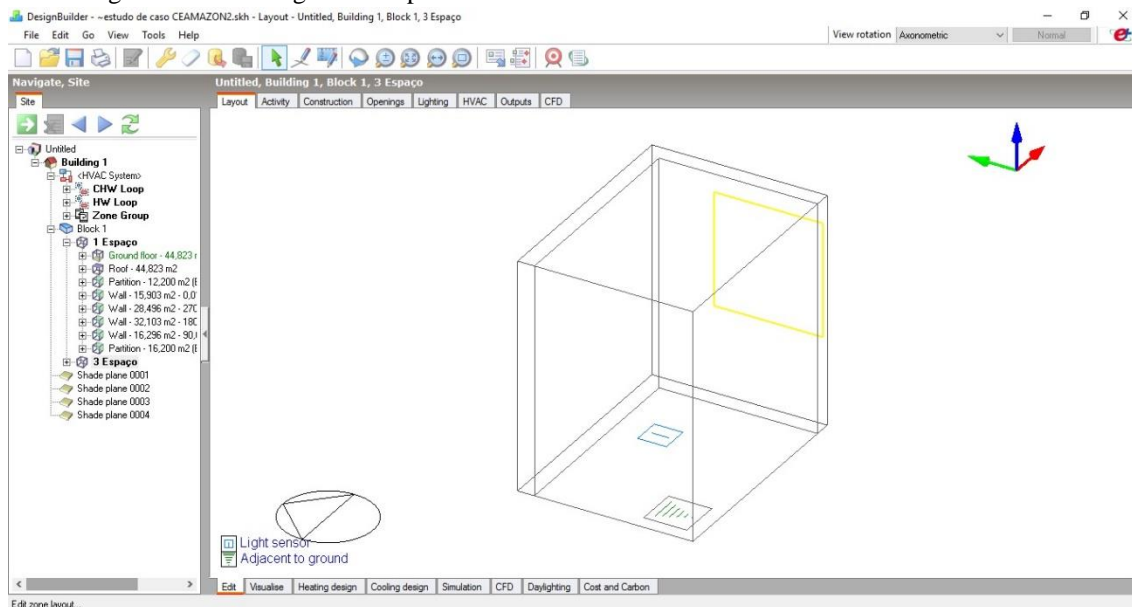 DesignBuilder - ~estudo de caso CEAMAZON2.skh - Layout - Untitled, Building 1, Block 1, 3 Espaço
File Edit Go View Tools Help
View rotation Axonometric Normal
Navigate, Site
Untitled, Building 1, Block 1, 3 Espaço
Site
Layout Activity Construction Openings Lighting HVAC Outputs CFD
Untitled
Building 1
<HVAC System>
CHW Loop
HW Loop
Zone Group
Block 1
1 Espaço
Ground floor - 44,823 r
Roof - 44,823 m2
Partition - 12,200 m2 (E
Wall - 15,903 m2 - 0,0
Wall - 28,496 m2 - 270
Wall - 32,103 m2 - 180
Wall - 16,296 m2 - 90,
Partition - 16,200 m2 (E
3 Espaço
Shade plane 0001
Shade plane 0002
Shade plane 0003
Shade plane 0004
Light sensor
Adjacent to ground
Edit Visualise Heating design Cooling design Simulation CFD Daylighting Cost and Carbon
Edit zone layout